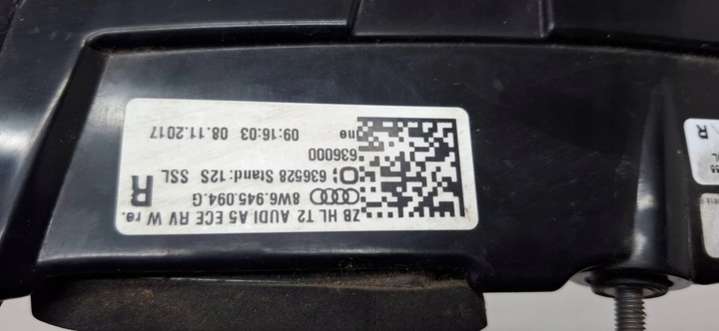 ZB HL T2 AUDI A5 ECE RV W re.
8W6.945.094.G
R
636528 Stand: 12S SSL
636000
ne
09:16:03 08.11.2017
R